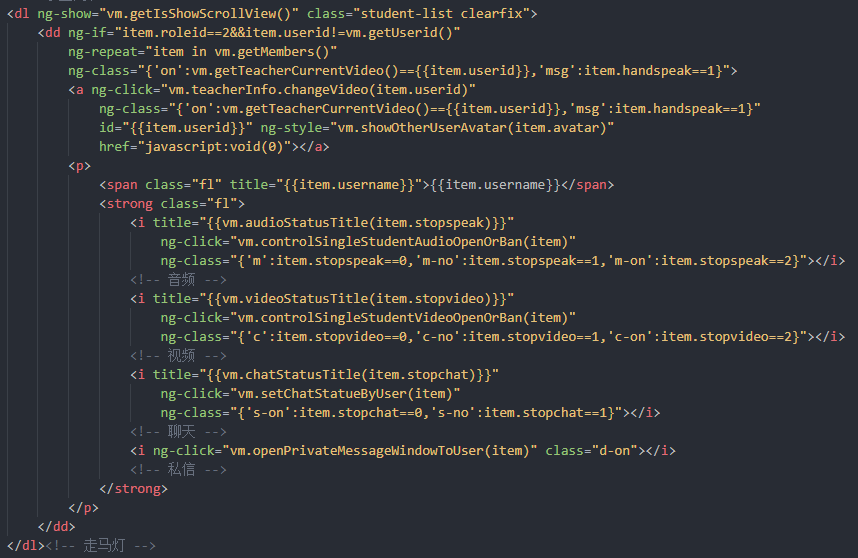 <dl ng-show="vm.getIsShowScrollView()" class="student-list clearfix">
<dd ng-if="item.roleid==2&&item.userid!=vm.getUserid()"
ng-repeat="item in vm.getMembers()"
ng-class="{'on':vm.getTeacherCurrentVideo()=={{item.userid}},'msg':item.handspeak==1}">
<a ng-click="vm.teacherInfo.changeVideo(item.userid)"
ng-class="{'on':vm.getTeacherCurrentVideo()=={{item.userid}},'msg':item.handspeak==1}"
id="{{item.userid}}" ng-style="vm.showOtherUserAvatar(item.avatar)"
href="javascript:void(0)"></a>
<p>
<span class="fl" title="{{item.username}}">{{item.username}}</span>
<strong class="fl">
<i title="{{vm.audioStatusTitle(item.stopspeak)}}"
ng-click="vm.controlSingleStudentAudioOpenOrBan(item)"
ng-class="{'m':item.stopspeak==0,'m-no':item.stopspeak==1,'m-on':item.stopspeak==2}"></i>
<!-- 音频 -->
<i title="{{vm.videoStatusTitle(item.stopvideo)}}"
ng-click="vm.controlSingleStudentVideoOpenOrBan(item)"
ng-class="{'c':item.stopvideo==0,'c-no':item.stopvideo==1,'c-on':item.stopvideo==2}"></i>
<!-- 视频 -->
<i title="{{vm.chatStatusTitle(item.stopchat)}}"
ng-click="vm.setChatStatueByUser(item)"
ng-class="{'s-on':item.stopchat==0,'s-no':item.stopchat==1}"></i>
<!-- 聊天 -->
<i ng-click="vm.openPrivateMessageWindowToUser(item)" class="d-on"></i>
<!-- 私信 -->
</strong>
</p>
</dd>
</dl><!-- 走马灯 -->